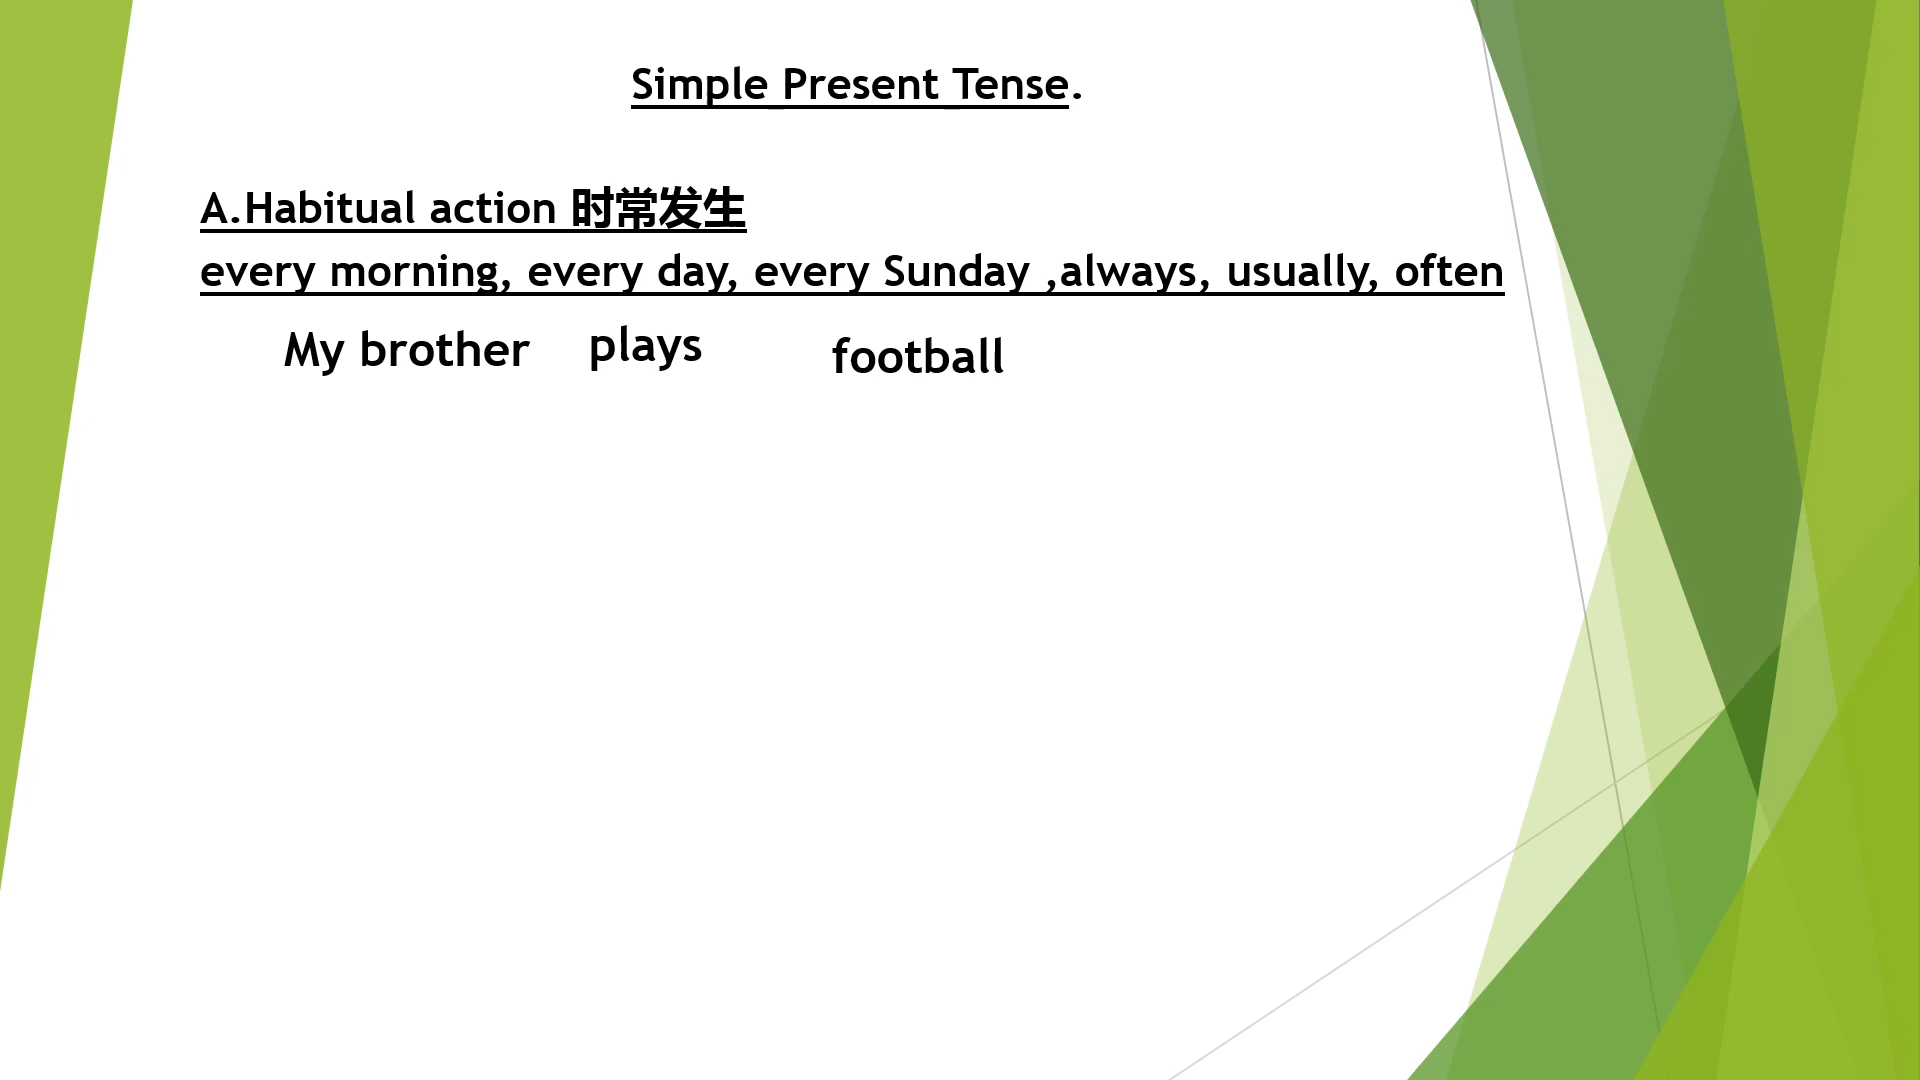 Simple Present Tense.
A.Habitual action 时常发生
every morning, every day, every Sunday ,always, usually, often
My brother plays football